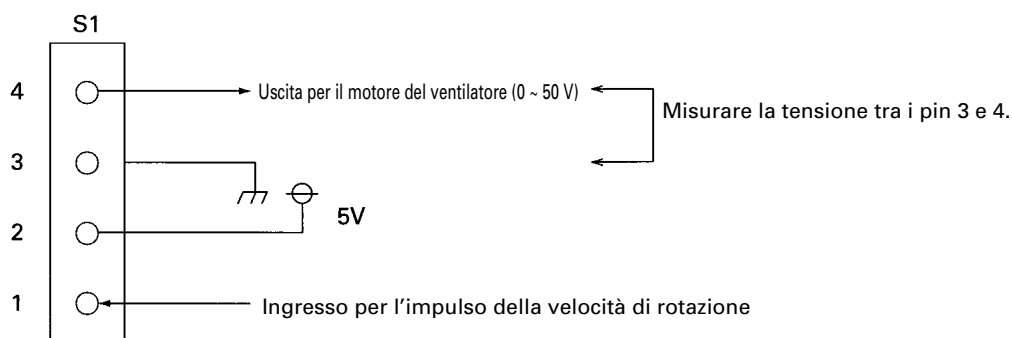 S1
4
Uscita per il motore del ventilatore (0 ~ 50 V)
Misurare la tensione tra i pin 3 e 4.
3
5V
2
1
Ingresso per l'impulso della velocità di rotazione